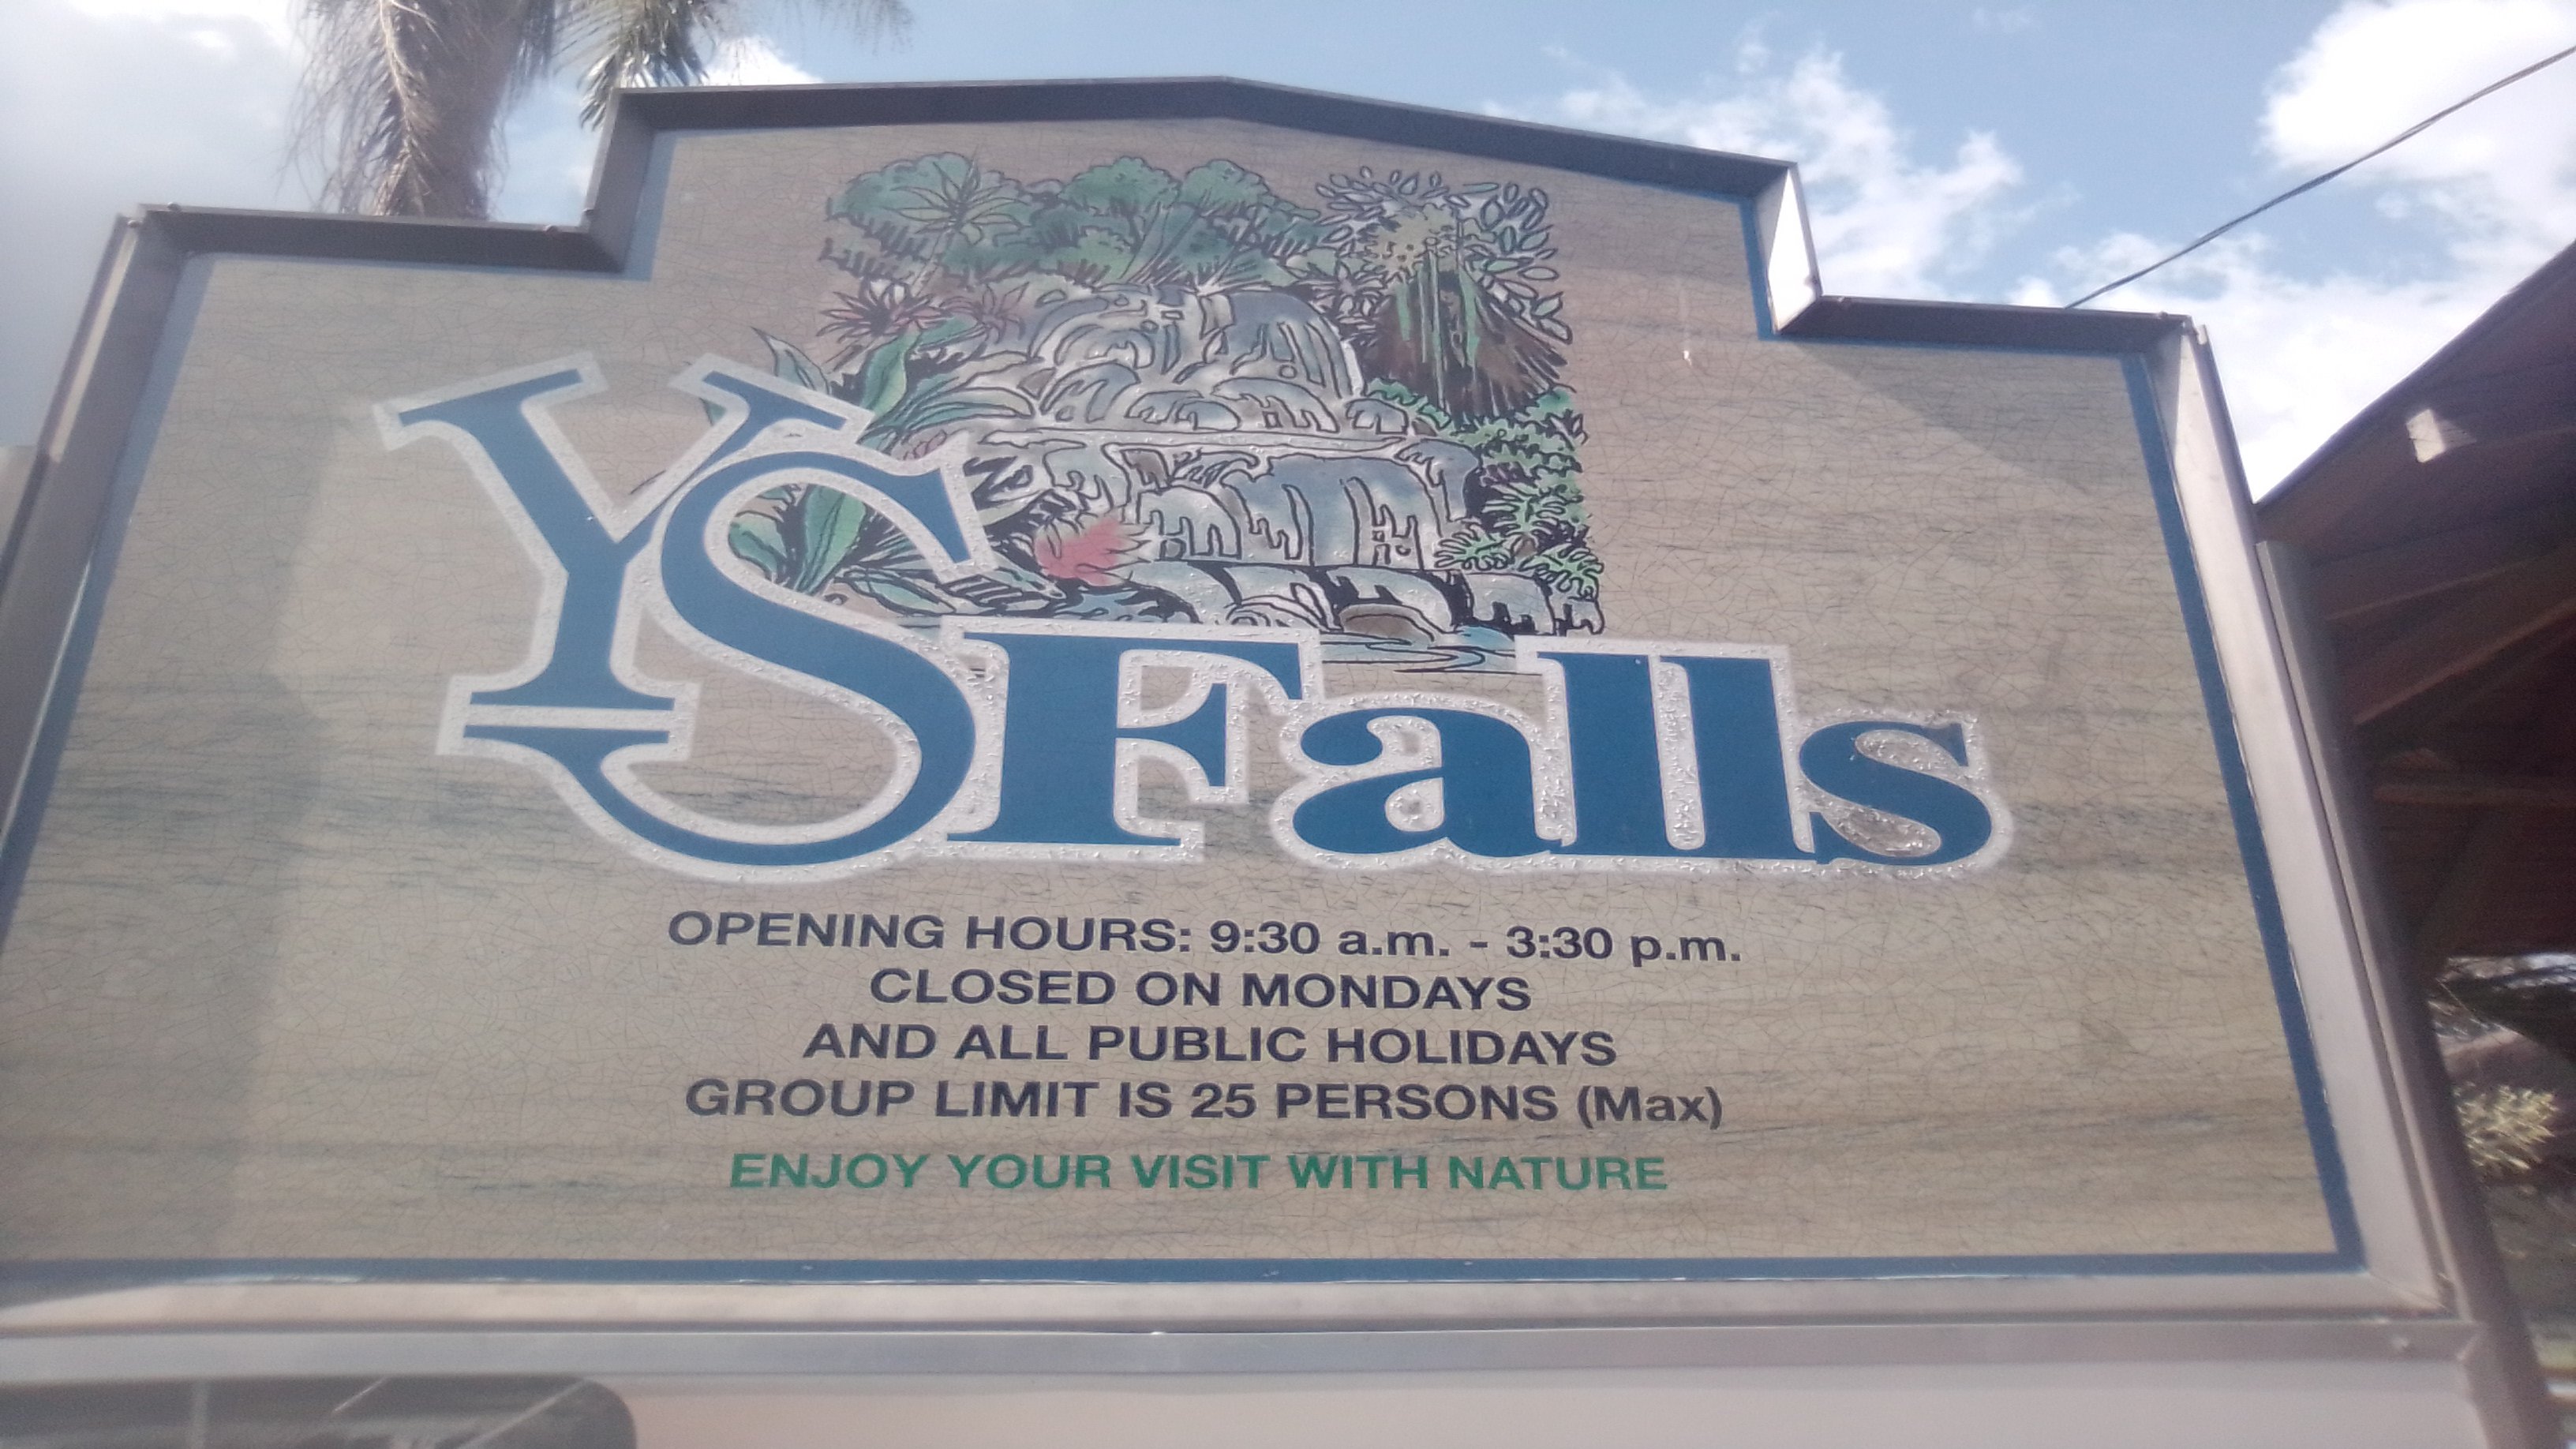 YS Falls
OPENING HOURS: 9:30 a.m. - 3:30 p.m.
CLOSED ON MONDAYS
AND ALL PUBLIC HOLIDAYS
GROUP LIMIT IS 25 PERSONS (Max)
ENJOY YOUR VISIT WITH NATURE